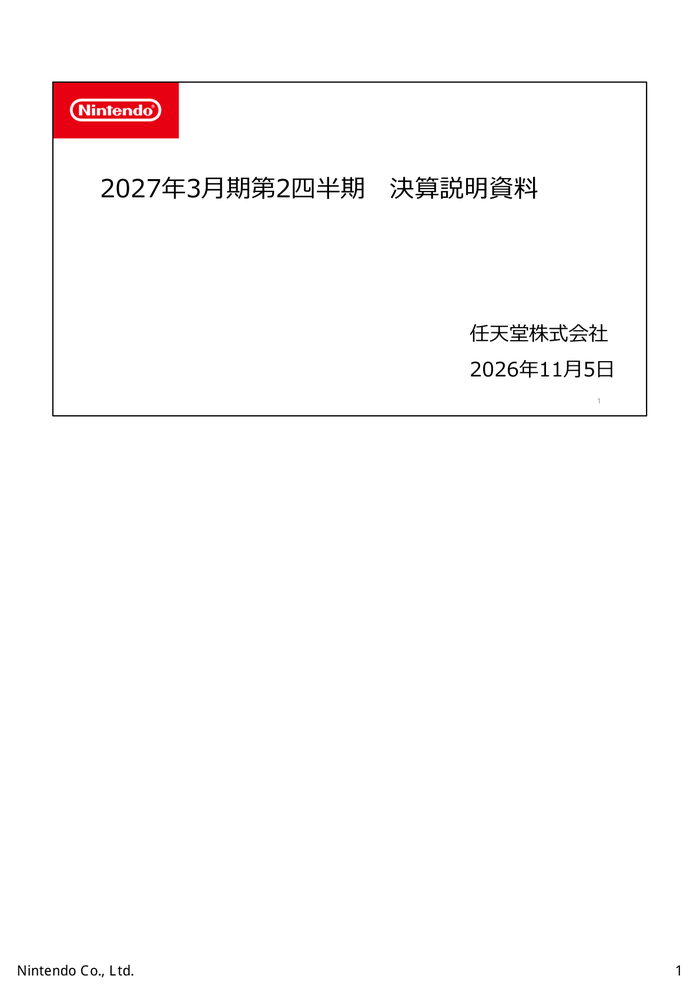 Nintendo
2027年3月期第2四半期　決算説明資料
任天堂株式会社
2026年11月5日
1
Nintendo Co., Ltd.
1